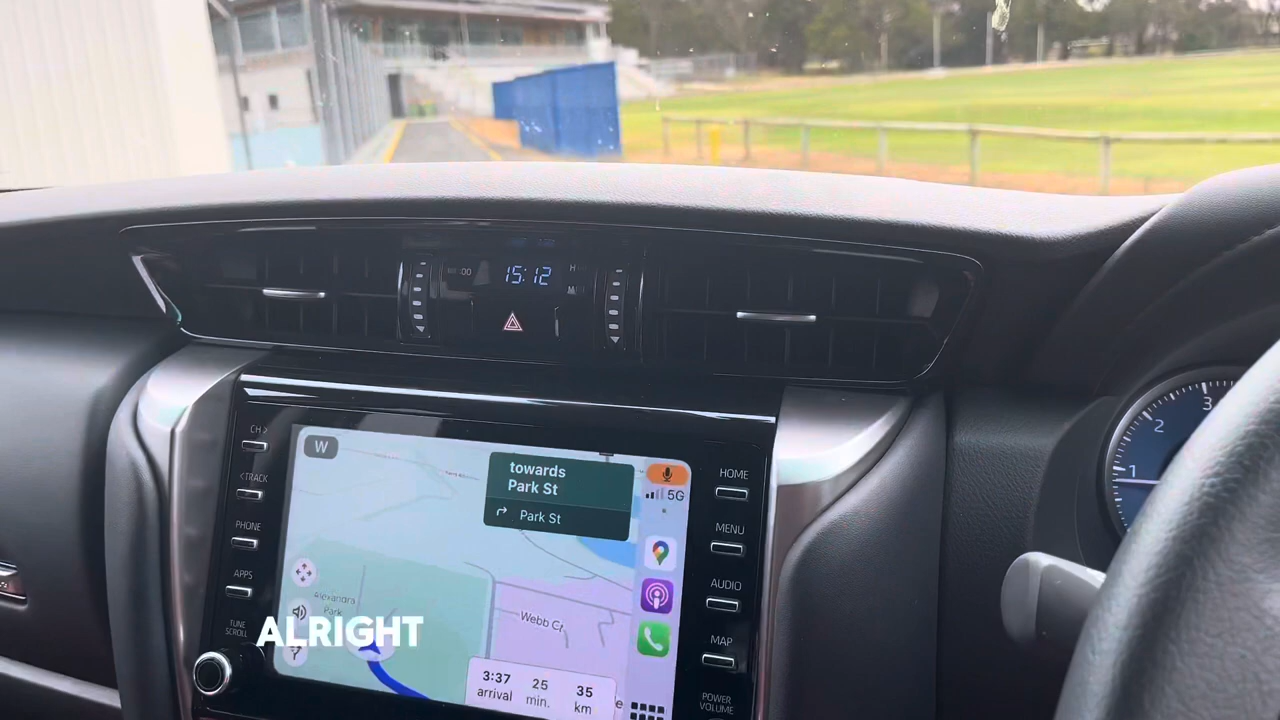 15:12
H
M
CH >
< TRACK
PHONE
APPS
TUNE
SCROLL
W
towards
Park St
Park St
5G
Alexandra
Park
Webb Cr
3:37
arrival
25
min.
35
km
HOME
MENU
AUDIO
MAP
POWER
VOLUME
1
2
3
ALRIGHT